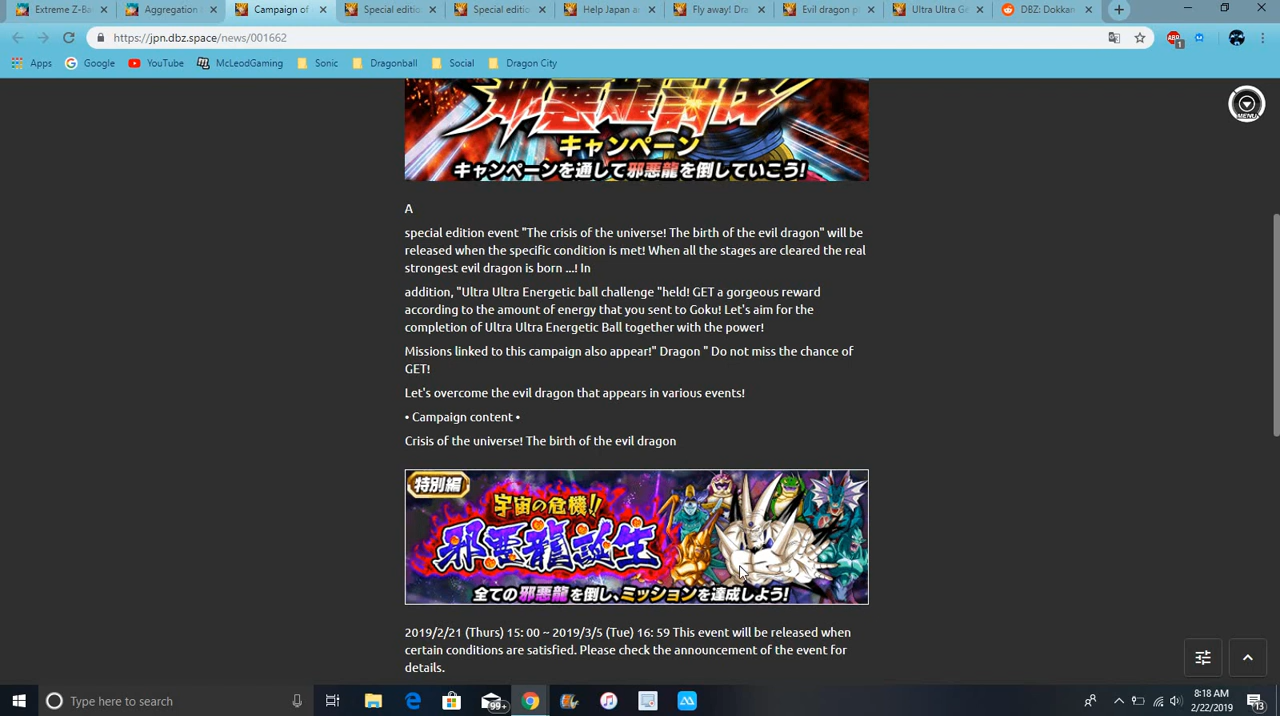 Extreme Z-Ba
Aggregation
Campaign of
Special editio
Special editio
Help Japan as
Fly away! Dra
Evil dragon p
Ultra Ultra Ge
DBZ: Dokkan
https://jpn.dbz.space/news/001662
Apps
Google
YouTube
McLeodGaming
Sonic
Dragonball
Social
Dragon City
邪悪龍討伐
キャンペーン
キャンペーンを通して邪悪龍を倒していこう!
MENU
A
special edition event "The crisis of the universe! The birth of the evil dragon" will be
released when the specific condition is met! When all the stages are cleared the real
strongest evil dragon is born ...! In
addition, "Ultra Ultra Energetic ball challenge "held! GET a gorgeous reward
according to the amount of energy that you sent to Goku! Let's aim for the
completion of Ultra Ultra Energetic Ball together with the power!
Missions linked to this campaign also appear!" Dragon " Do not miss the chance of
GET!
Let's overcome the evil dragon that appears in various events!
• Campaign content •
Crisis of the universe! The birth of the evil dragon
特別編
宇宙の危機!!
邪悪龍誕生
全ての邪悪龍を倒し、ミッションを達成しよう!
2019/2/21 (Thurs) 15: 00 ~ 2019/3/5 (Tue) 16: 59 This event will be released when
certain conditions are satisfied. Please check the announcement of the event for
details.
Type here to search
99+
8:18 AM
2/22/2019
13